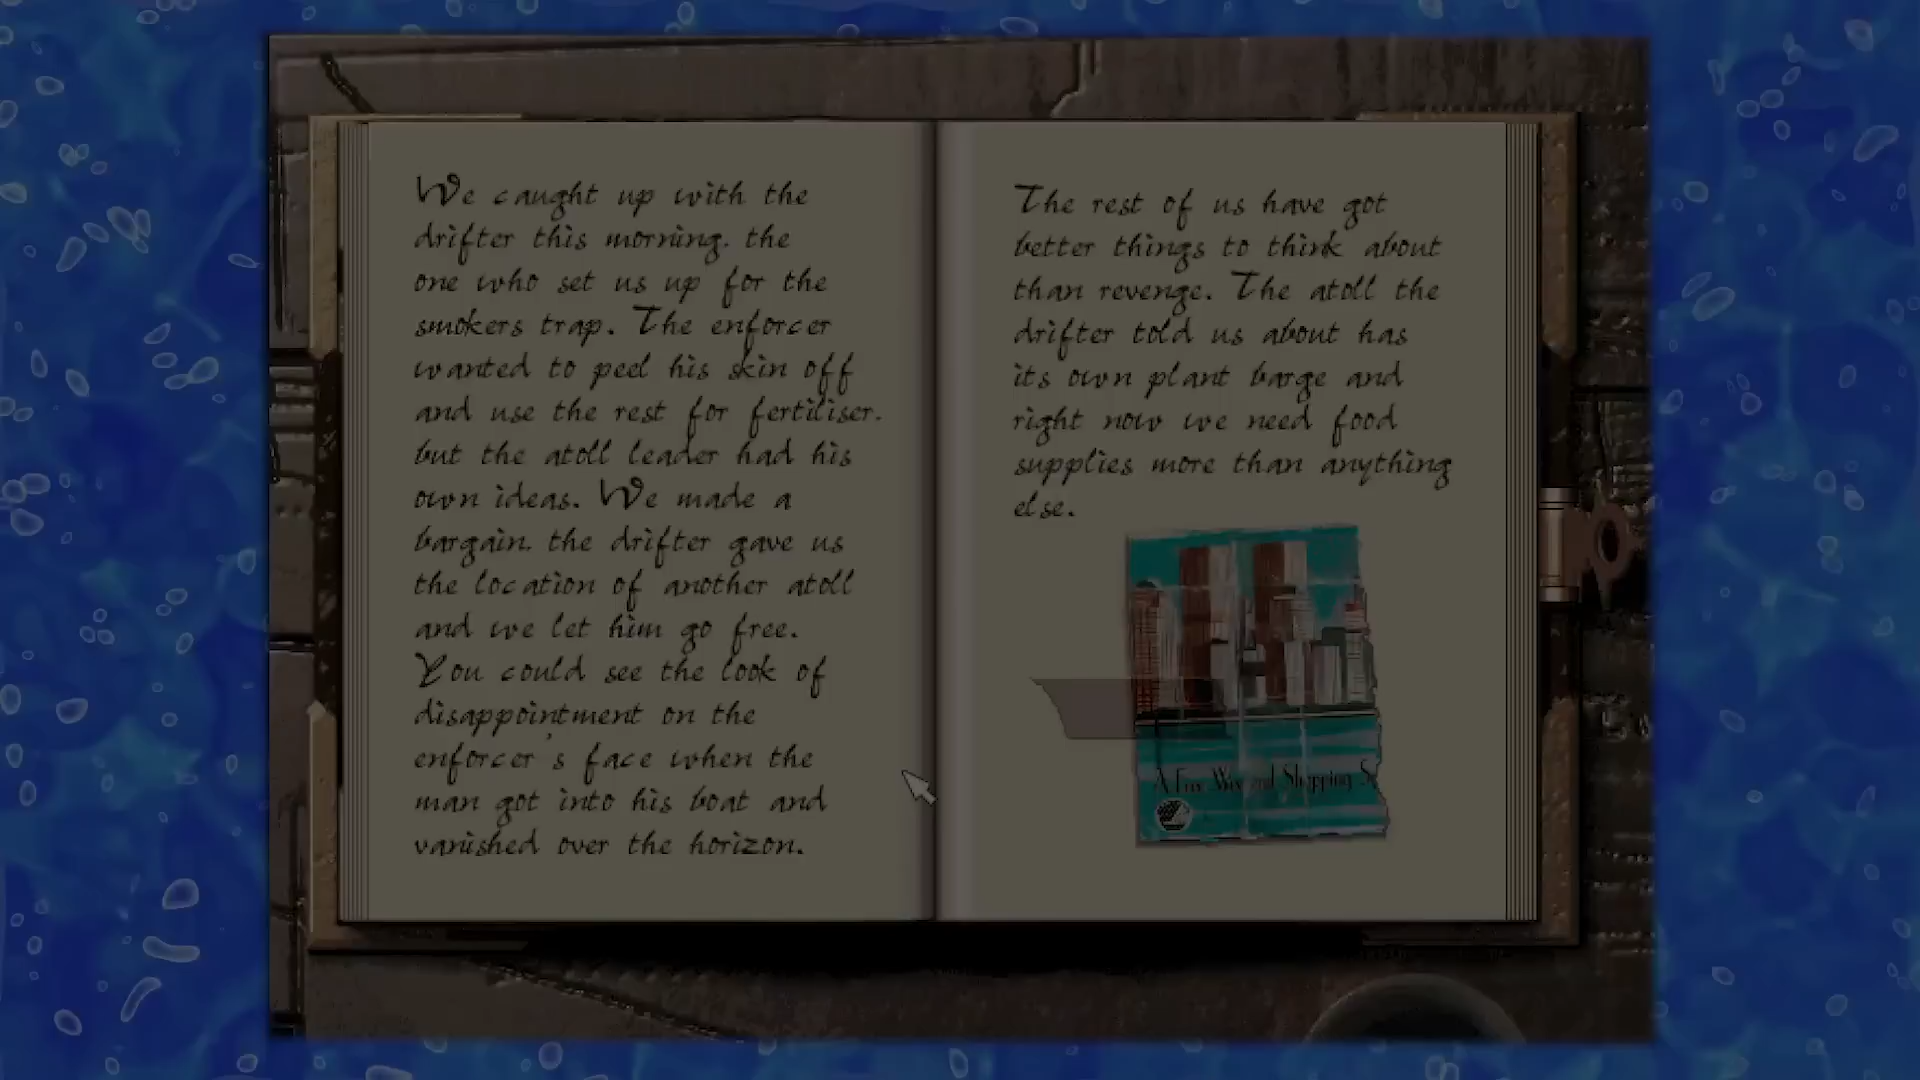 We caught up with the
drifter this morning. the
one who set us up for the
smokers trap. The enforcer
wanted to peel his skin off
and use the rest for fertiliser.
but the atoll leader had his
own ideas. We made a
bargain. the drifter gave us
the location of another atoll
and we let him go free.
You could see the look of
disappointment on the
enforcer's face when the
man got into his boat and
vanished over the horizon.
The rest of us have got
better things to think about
than revenge. The atoll the
drifter told us about has
its own plant barge and
right now we need food
supplies more than anything
else.
A Fine and Shopping